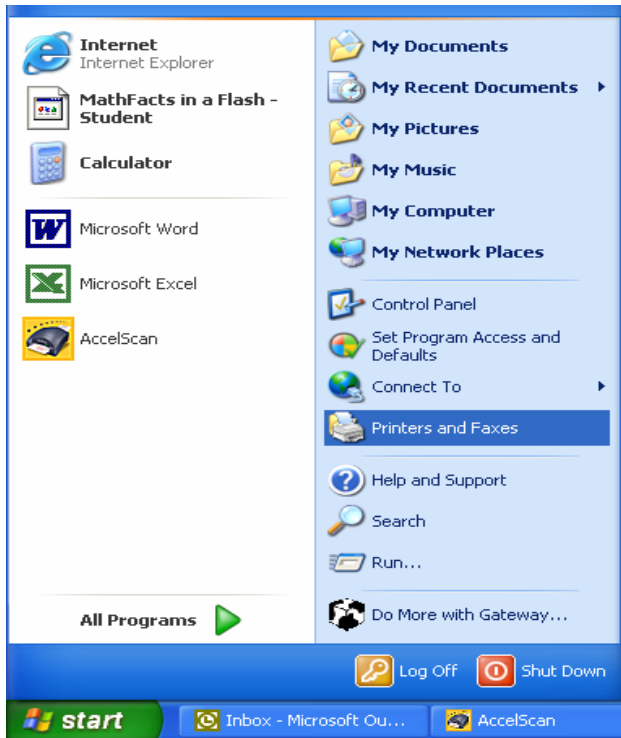 Internet
Internet Explorer
MathFacts in a Flash -
Student
Calculator
Microsoft Word
Microsoft Excel
AccelScan
All Programs
My Documents
My Recent Documents
My Pictures
My Music
My Computer
My Network Places
Control Panel
Set Program Access and
Defaults
Connect To
Printers and Faxes
Help and Support
Search
Run...
Do More with Gateway...
Log Off
Shut Down
start
Inbox - Microsoft Ou...
AccelScan